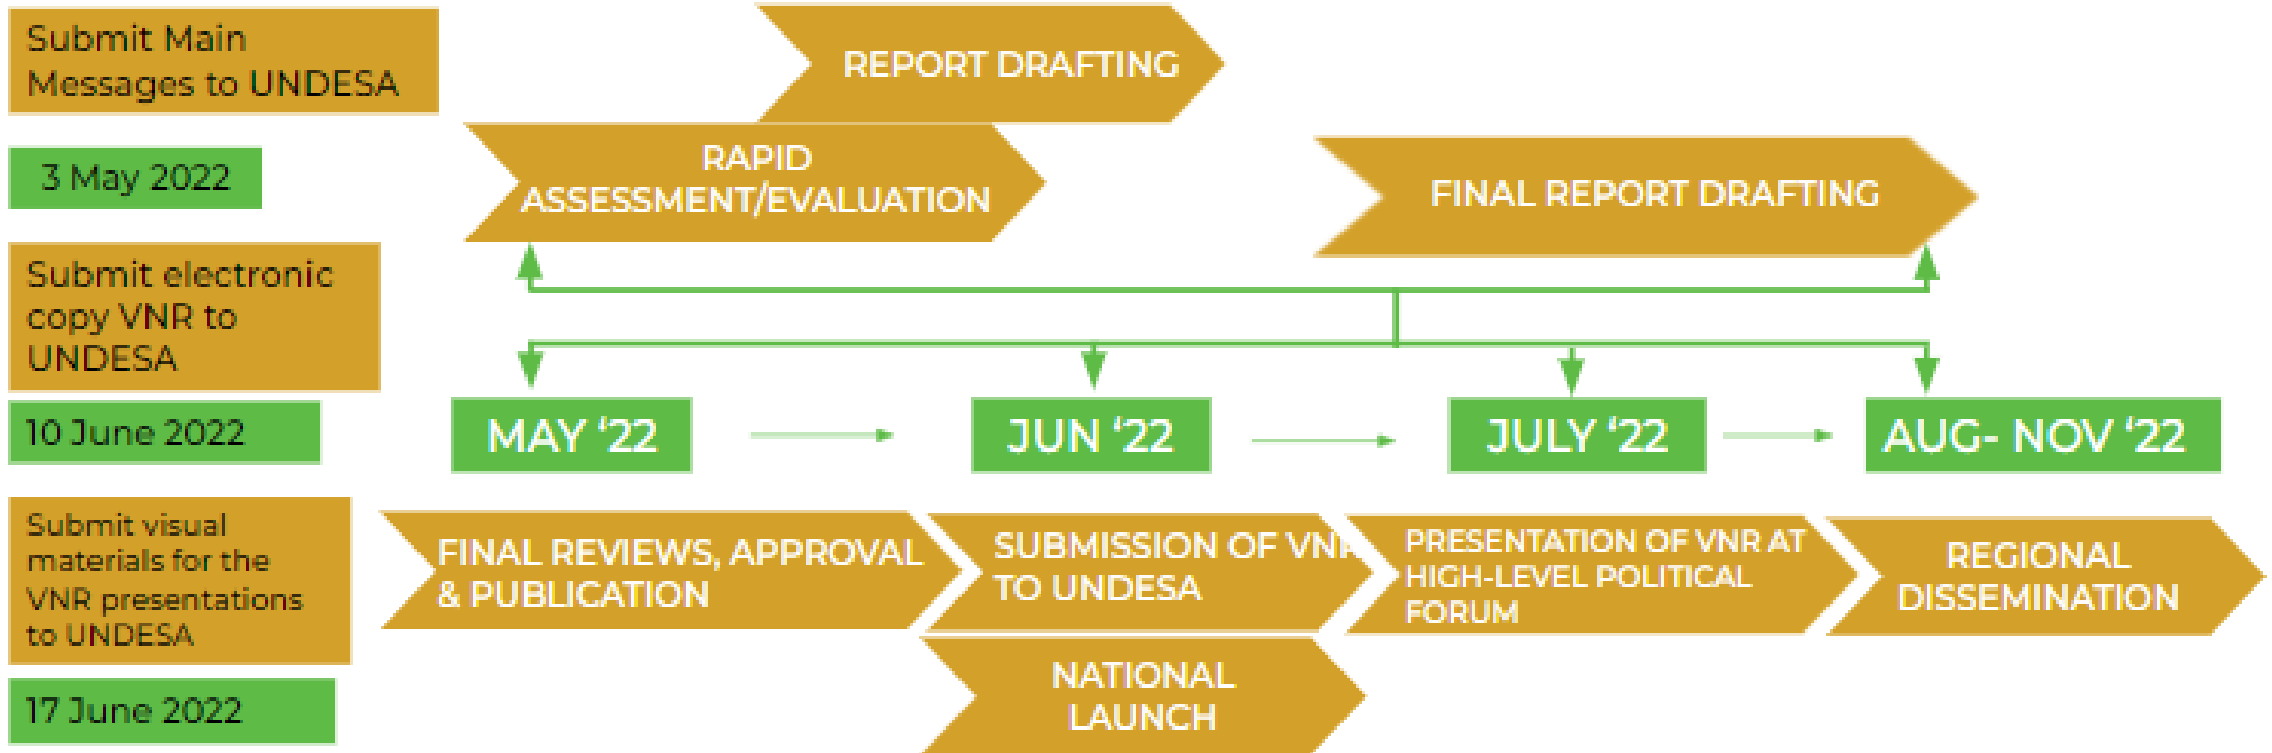 Submit Main
Messages to UNDESA
3 May 2022
Submit electronic
copy VNR to
UNDESA
10 June 2022
Submit visual
materials for the
VNR presentations
to UNDESA
17 June 2022
REPORT DRAFTING
RAPID
ASSESSMENT/EVALUATION
FINAL REPORT DRAFTING
MAY ‘22
JUN ‘22
JULY ‘22
AUG- NOV ‘22
FINAL REVIEWS, APPROVAL
& PUBLICATION
SUBMISSION OF VNR
TO UNDESA
PRESENTATION OF VNR AT
HIGH-LEVEL POLITICAL
FORUM
REGIONAL
DISSEMINATION
NATIONAL
LAUNCH